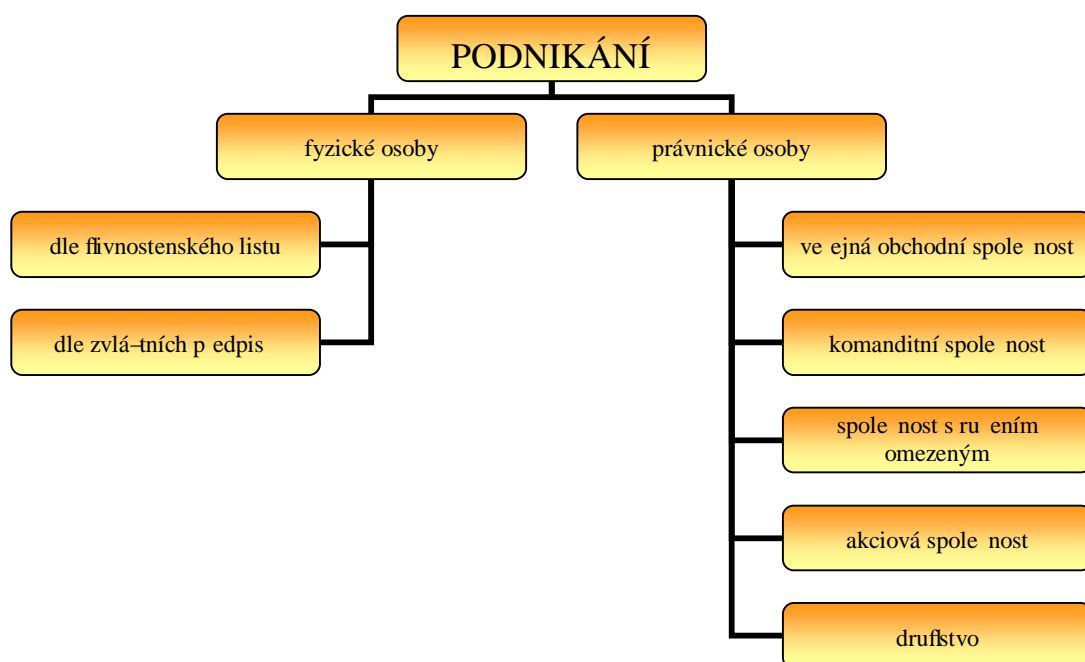 PODNIKÁNÍ
fyzické osoby
právnické osoby
dle flivnostenského listu
dle zvlá–tních p edpis
ve ejná obchodní spole nost
komanditní spole nost
spole nost s ru ením
omezeným
akciová spole nost
druflstvo